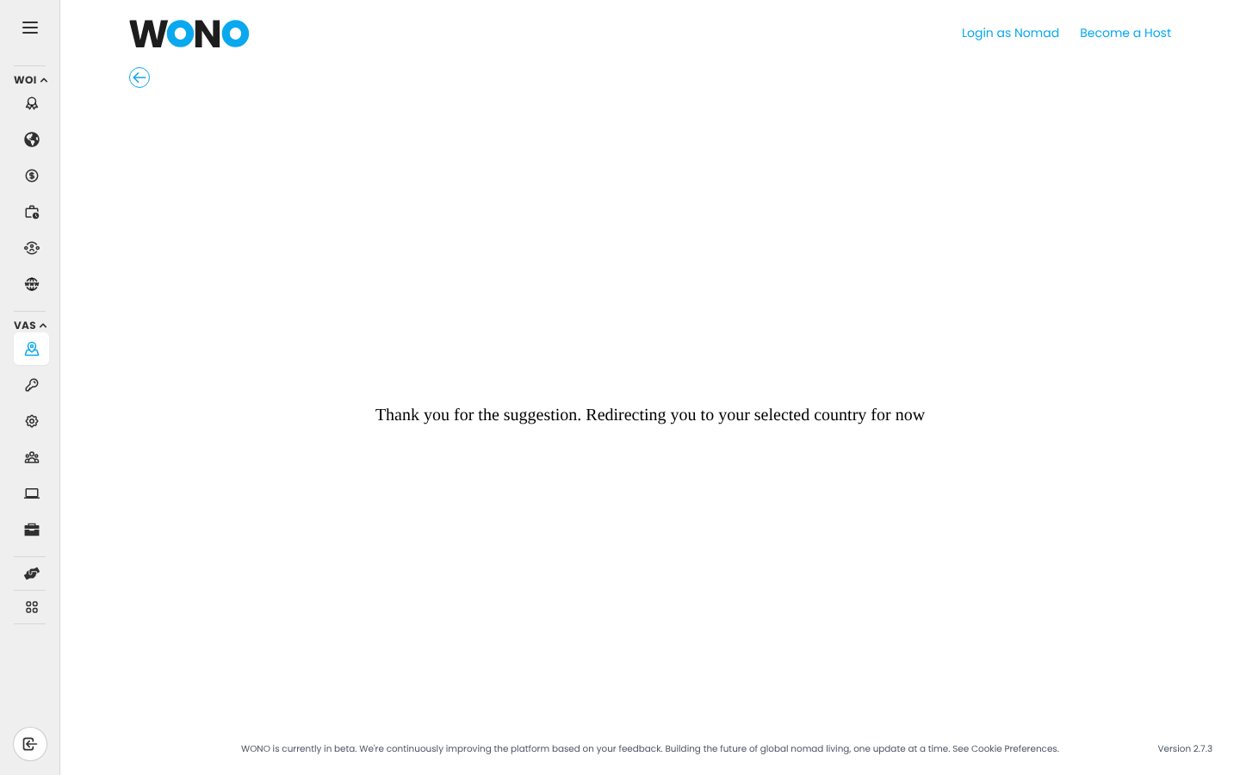 WONO
Login as Nomad
Become a Host
WOI
VAS
Thank you for the suggestion. Redirecting you to your selected country for now
WONO is currently in beta. We're continuously improving the platform based on your feedback. Building the future of global nomad living, one update at a time. See Cookie Preferences.
Version 2.7.3